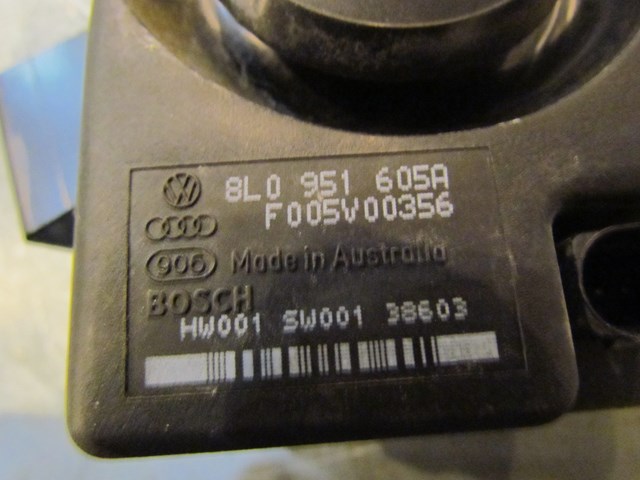 8L0 951 605A
F005V00356
906 Made in Australia
BOSCH
HW001 SW001 38603